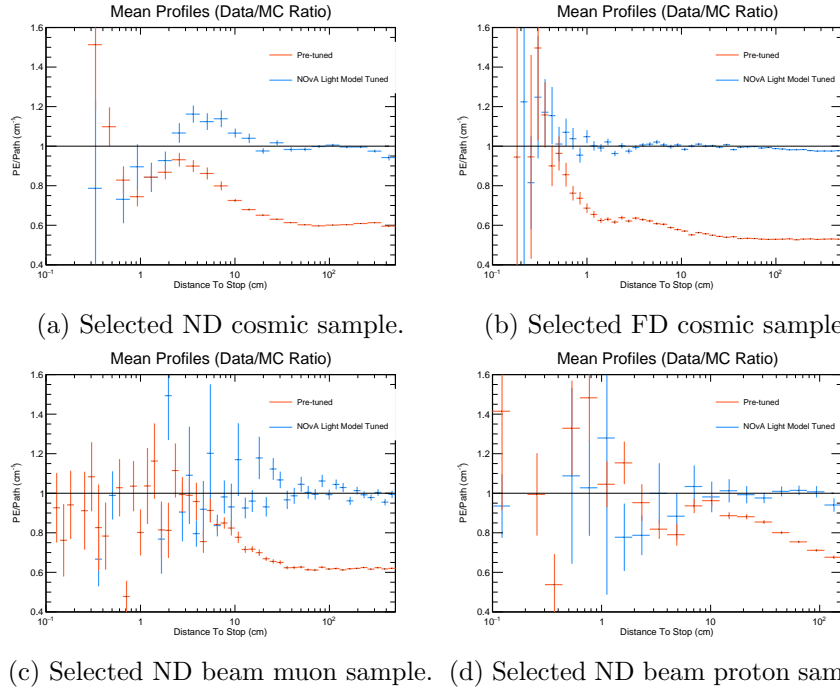 Mean Profiles (Data/MC Ratio)
PE/Path (cm⁻¹)
1.6
1.4
1.2
1
0.8
0.6
0.4
Pre-tuned
NOvA Light Model Tuned
10⁻¹ 1 10 10²
Distance To Stop (cm)
(a) Selected ND cosmic sample.
Mean Profiles (Data/MC Ratio)
PE/Path (cm⁻¹)
1.6
1.4
1.2
1
0.8
0.6
0.4
Pre-tuned
NOvA Light Model Tuned
10⁻¹ 1 10 10²
Distance To Stop (cm)
(b) Selected FD cosmic sample
Mean Profiles (Data/MC Ratio)
PE/Path (cm⁻¹)
1.6
1.4
1.2
1
0.8
0.6
0.4
Pre-tuned
NOvA Light Model Tuned
10⁻¹ 1 10 10²
Distance To Stop (cm)
(c) Selected ND beam muon sample.
Mean Profiles (Data/MC Ratio)
PE/Path (cm⁻¹)
1.6
1.4
1.2
1
0.8
0.6
0.4
Pre-tuned
NOvA Light Model Tuned
10⁻¹ 1 10 10²
Distance To Stop (cm)
(d) Selected ND beam proton sam